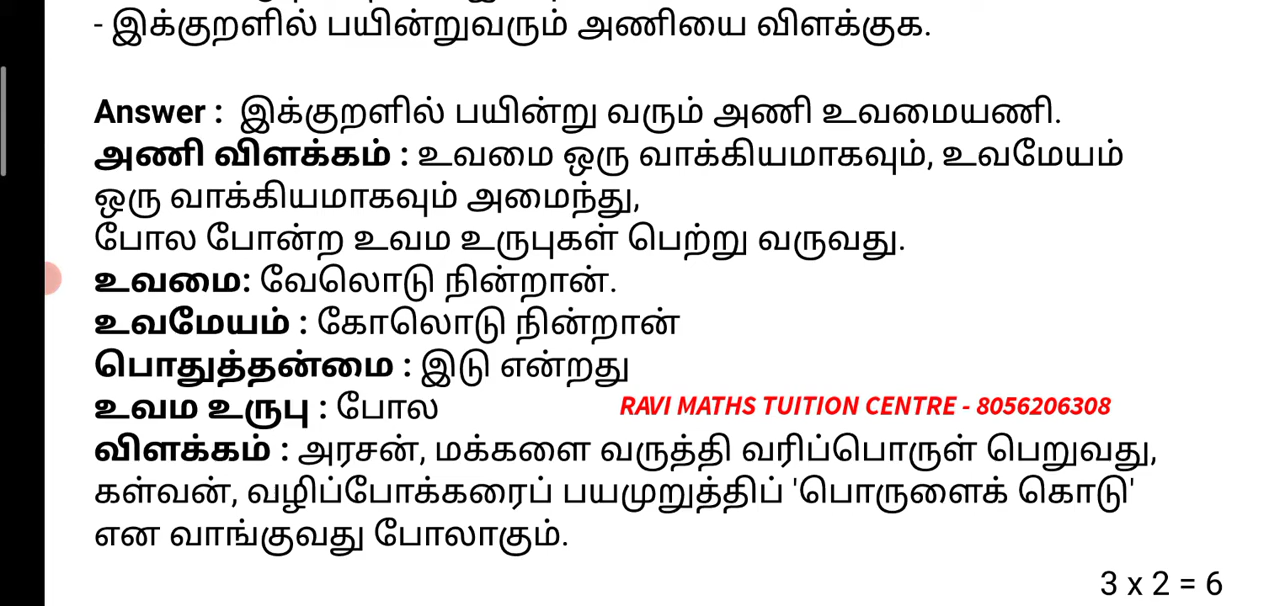 - இக்குறளில் பயின்றுவரும் அணியை விளக்குக.
Answer : இக்குறளில் பயின்று வரும் அணி உவமையணி.
அணி விளக்கம் : உவமை ஒரு வாக்கியமாகவும், உவமேயம்
ஒரு வாக்கியமாகவும் அமைந்து,
போல போன்ற உவம உருபுகள் பெற்று வருவது.
உவமை: வேலொடு நின்றான்.
உவமேயம் : கோலொடு நின்றான்
பொதுத்தன்மை : இடு என்றது
உவம உருபு : போல
RAVI MATHS TUITION CENTRE - 8056206308
விளக்கம் : அரசன், மக்களை வருத்தி வரிப்பொருள் பெறுவது,
கள்வன், வழிப்போக்கரைப் பயமுறுத்திப் 'பொருளைக் கொடு'
என வாங்குவது போலாகும்.
3 x 2 = 6